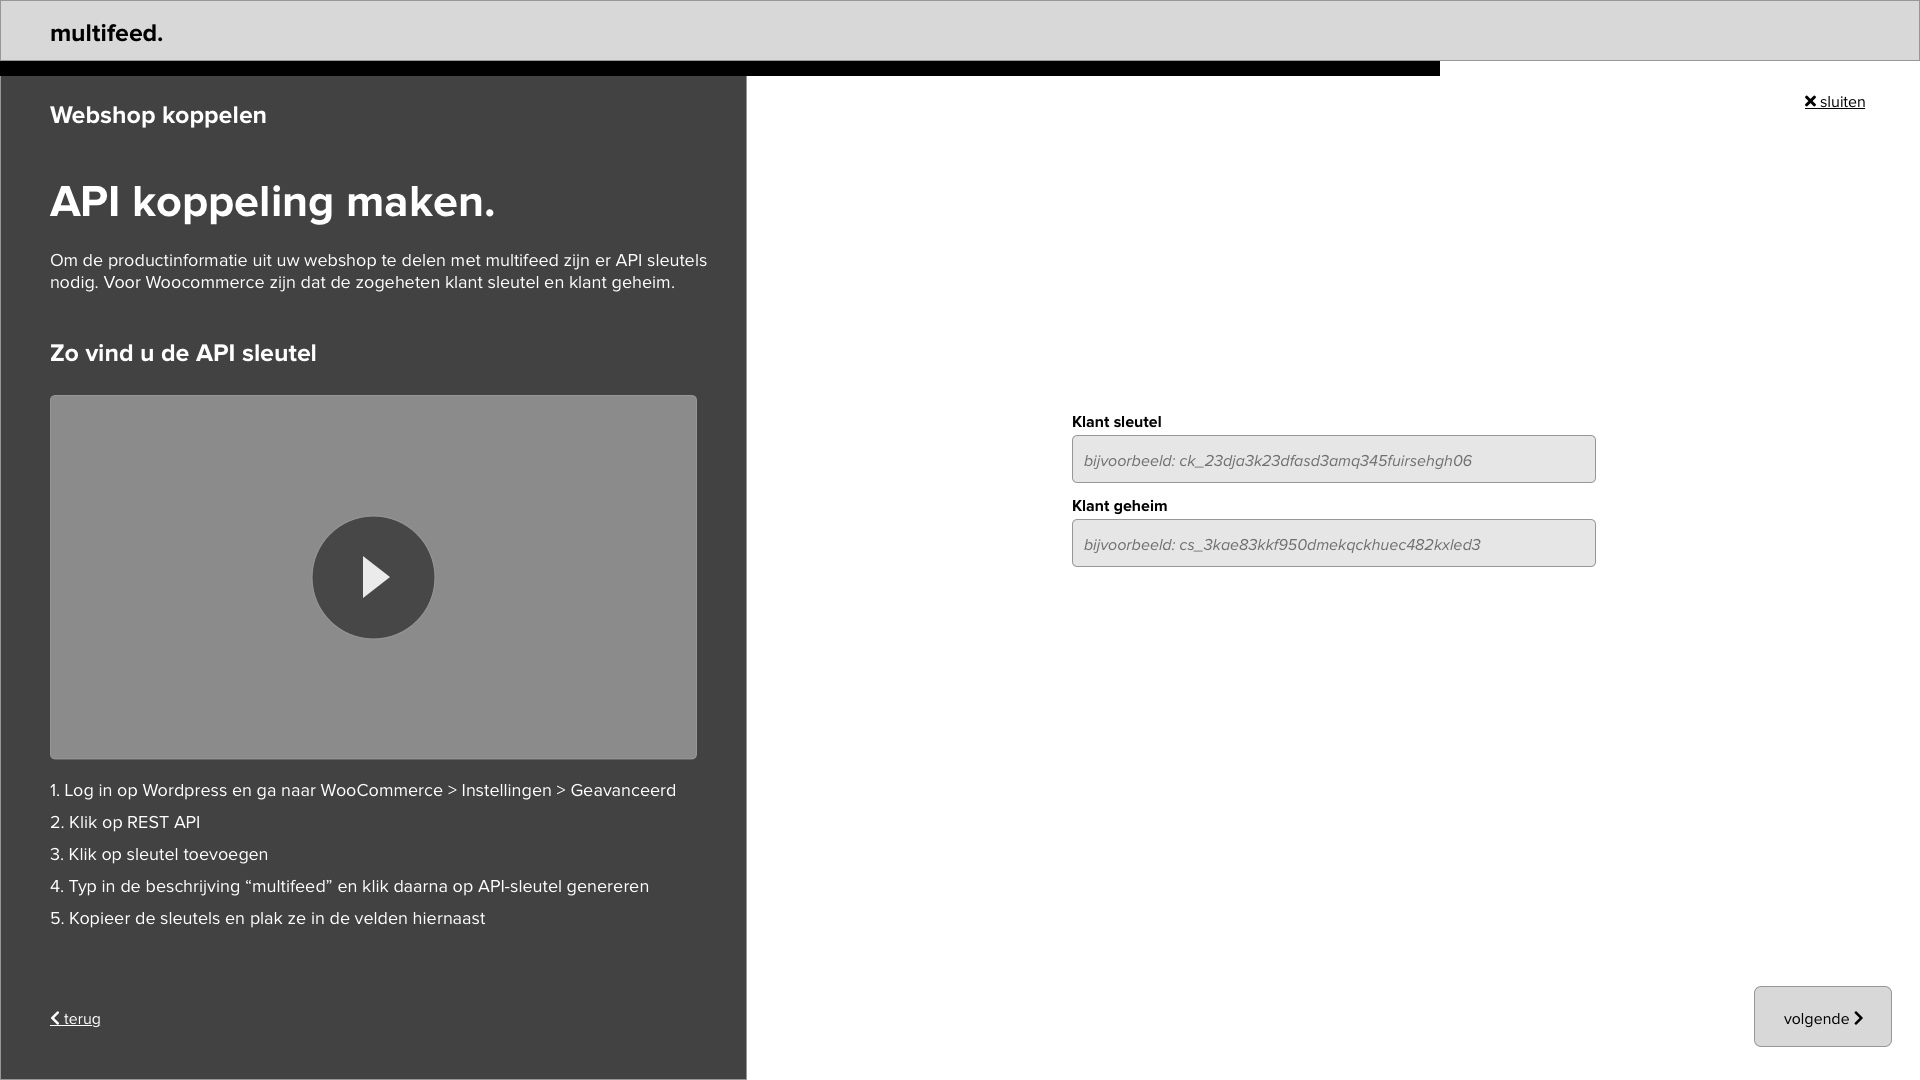 multifeed.
Webshop koppelen
sluiten
API koppeling maken.
Om de productinformatie uit uw webshop te delen met multifeed zijn er API sleutels
nodig. Voor Woocommerce zijn dat de zogeheten klant sleutel en klant geheim.
Zo vind u de API sleutel
1. Log in op Wordpress en ga naar WooCommerce > Instellingen > Geavanceerd
2. Klik op REST API
3. Klik op sleutel toevoegen
4. Typ in de beschrijving “multifeed” en klik daarna op API-sleutel genereren
5. Kopieer de sleutels en plak ze in de velden hiernaast
terug
Klant sleutel
bijvoorbeeld: ck_23dja3k23dfasd3amq345fuirsehgh06
Klant geheim
bijvoorbeeld: cs_3kae83kkf950dmekqckhuec482kxled3
volgende